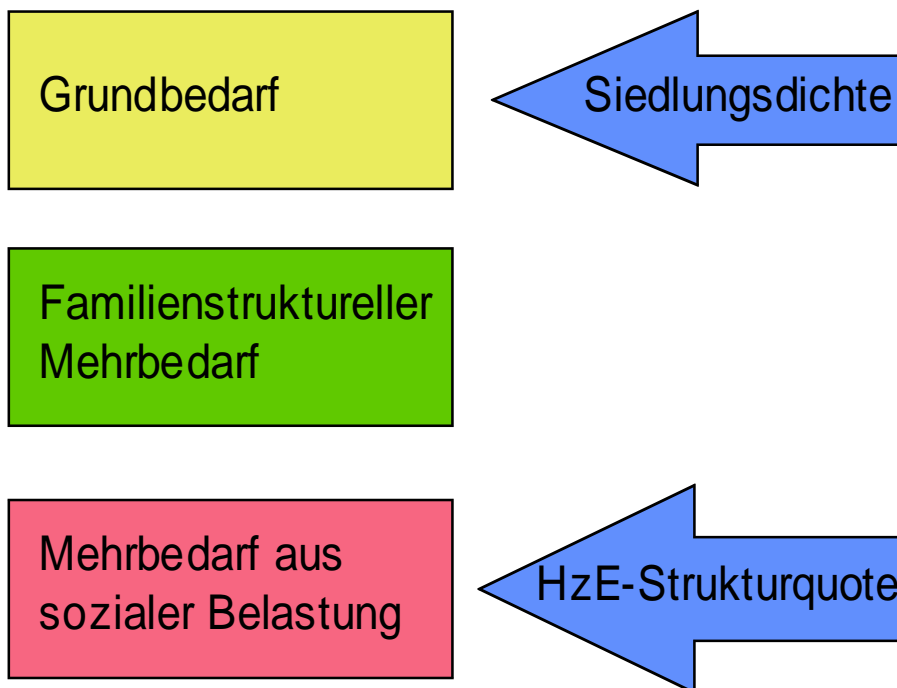 Grundbedarf
Siedlungsdichte
Familienstruktureller
Mehrbedarf
Mehrbedarf aus
sozialer Belastung
HzE-Strukturquote